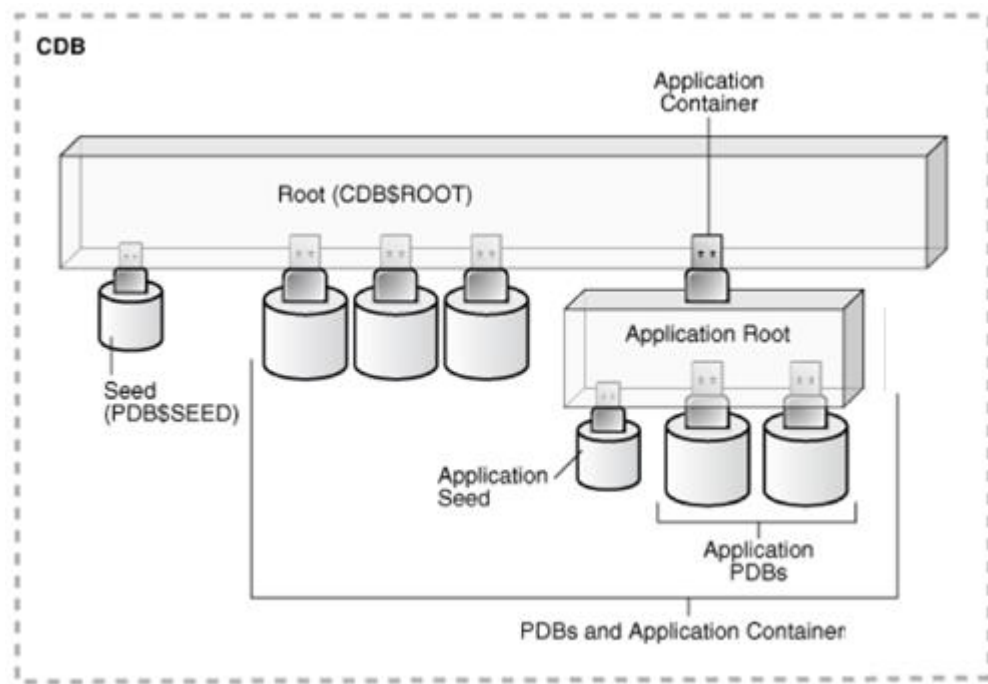 CDB
Application
Container
Root (CDB$ROOT)
Application Root
Seed
(PDB$SEED)
Application
Seed
Application
PDBs
PDBs and Application Container